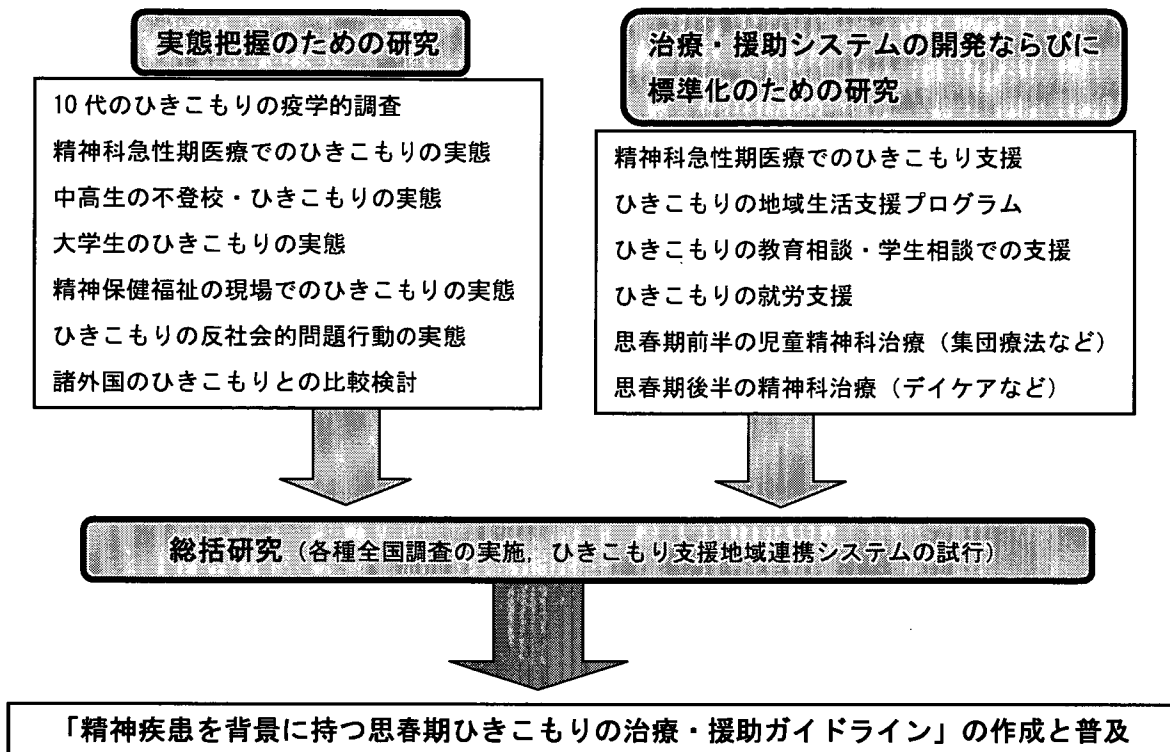 実態把握のための研究
10代のひきこもりの疫学的調査
精神科急性期医療でのひきこもりの実態
中高生の不登校・ひきこもりの実態
大学生のひきこもりの実態
精神保健福祉の現場でのひきこもりの実態
ひきこもりの反社会的問題行動の実態
諸外国のひきこもりとの比較検討
治療・援助システムの開発ならびに
標準化のための研究
精神科急性期医療でのひきこもり支援
ひきこもりの地域生活支援プログラム
ひきこもりの教育相談・学生相談での支援
ひきこもりの就労支援
思春期前半の児童精神科治療（集団療法など）
思春期後半の精神科治療（デイケアなど）
総括研究（各種全国調査の実施，ひきこもり支援地域連携システムの試行）
「精神疾患を背景に持つ思春期ひきこもりの治療・援助ガイドライン」の作成と普及